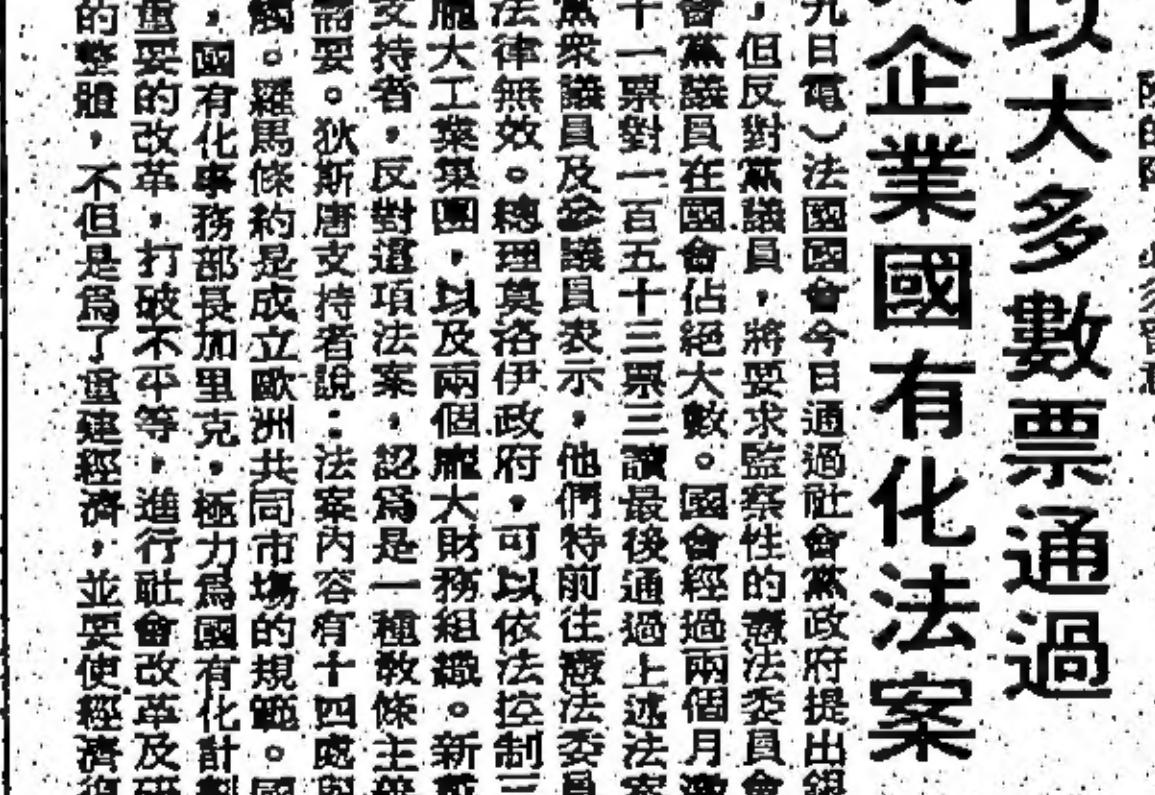 以大多數票通過
企業國有化法案
九日電)法國國會今日通過社會黨政府提出銀
,但反對黨議員,將要求監察性的憲法委員會
會黨議員在國會佔絕大數。國會經過兩個月激
十一票對一百五十三票三讀最後通過上述法案
黨衆議員及參議員表示,他們特前往憲法委員
法律無效。總理莫洛伊政府,可以依法控制三
龐大工業集團,以及兩個龐大財務組織。新
支持者,反對這項法案,認爲是一種教條主
需要。狄斯唐支持者說:法案内容有十四處與
觸。羅馬條約是成立歐洲共同市場的規範。國
,國有化事務部長加里克,極力爲國有化計劃
重要的改革,打破不平等,進行社會改革及研
的整體,不但是爲了重建經濟,並要使經濟復